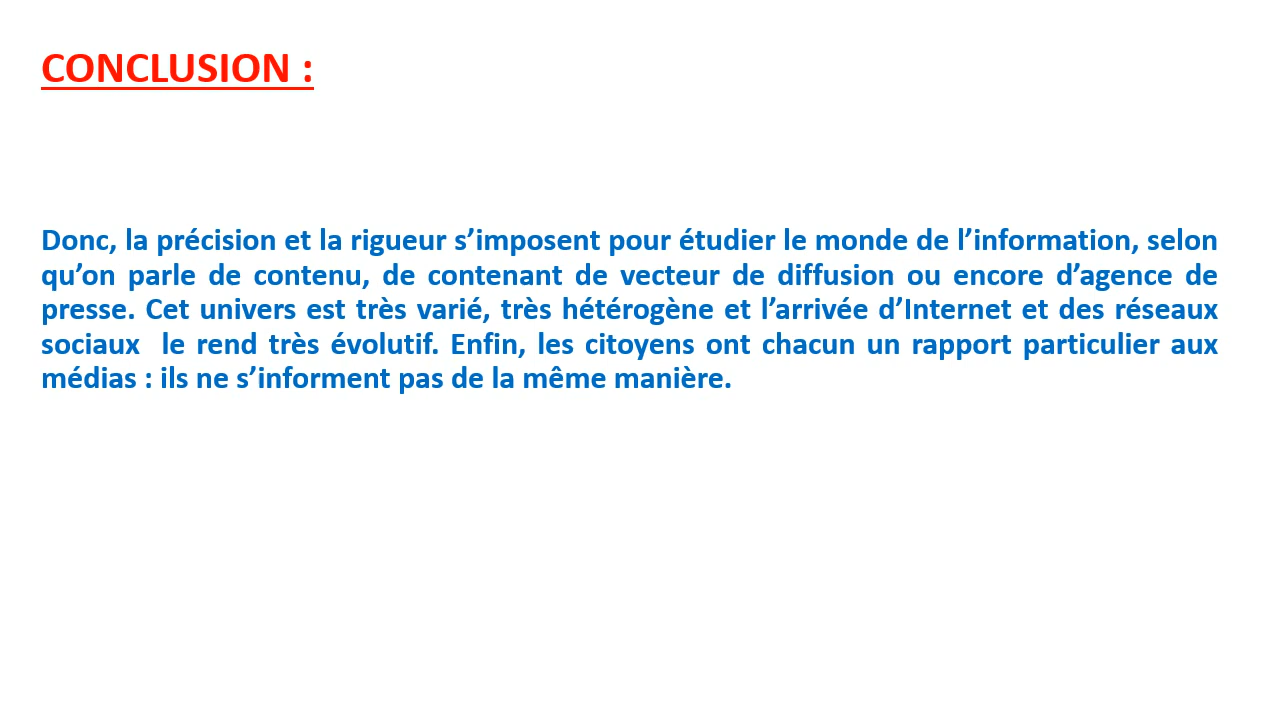 CONCLUSION :
Donc, la précision et la rigueur s’imposent pour étudier le monde de l’information, selon
qu’on parle de contenu, de contenant de vecteur de diffusion ou encore d’agence de
presse. Cet univers est très varié, très hétérogène et l’arrivée d’Internet et des réseaux
sociaux  le rend très évolutif. Enfin, les citoyens ont chacun un rapport particulier aux
médias : ils ne s’informent pas de la même manière.